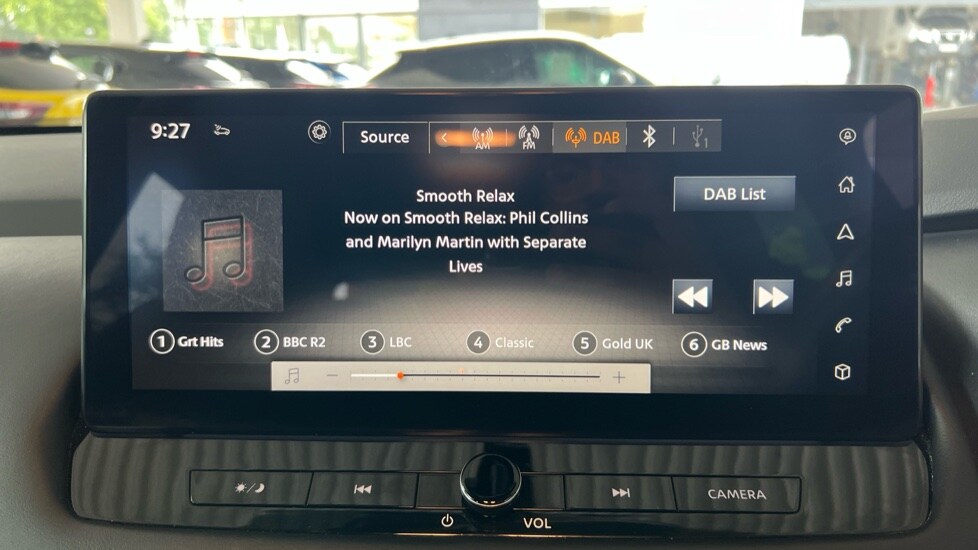 9:27
Source
AM
FM
DAB
1
Smooth Relax
DAB List
Now on Smooth Relax: Phil Collins
and Marilyn Martin with Separate
Lives
1 Grt Hits
2 BBC R2
3 LBC
4 Classic
5 Gold UK
6 GB News
CAMERA
VOL